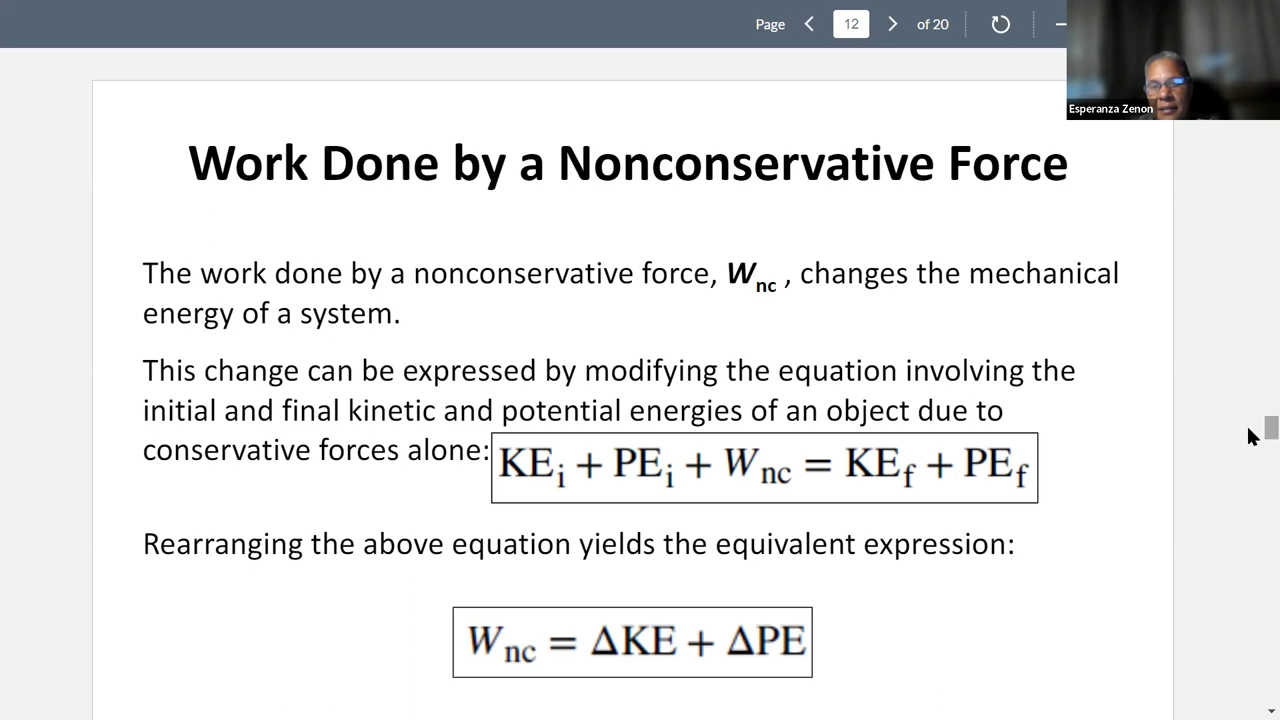 Page 12 of 20
Esperanza Zenon
Work Done by a Nonconservative Force
The work done by a nonconservative force, Wnc , changes the mechanical
energy of a system.
This change can be expressed by modifying the equation involving the
initial and final kinetic and potential energies of an object due to
conservative forces alone: KEi + PEi + Wnc = KEf + PEf
Rearranging the above equation yields the equivalent expression:
Wnc = ΔKE + ΔPE